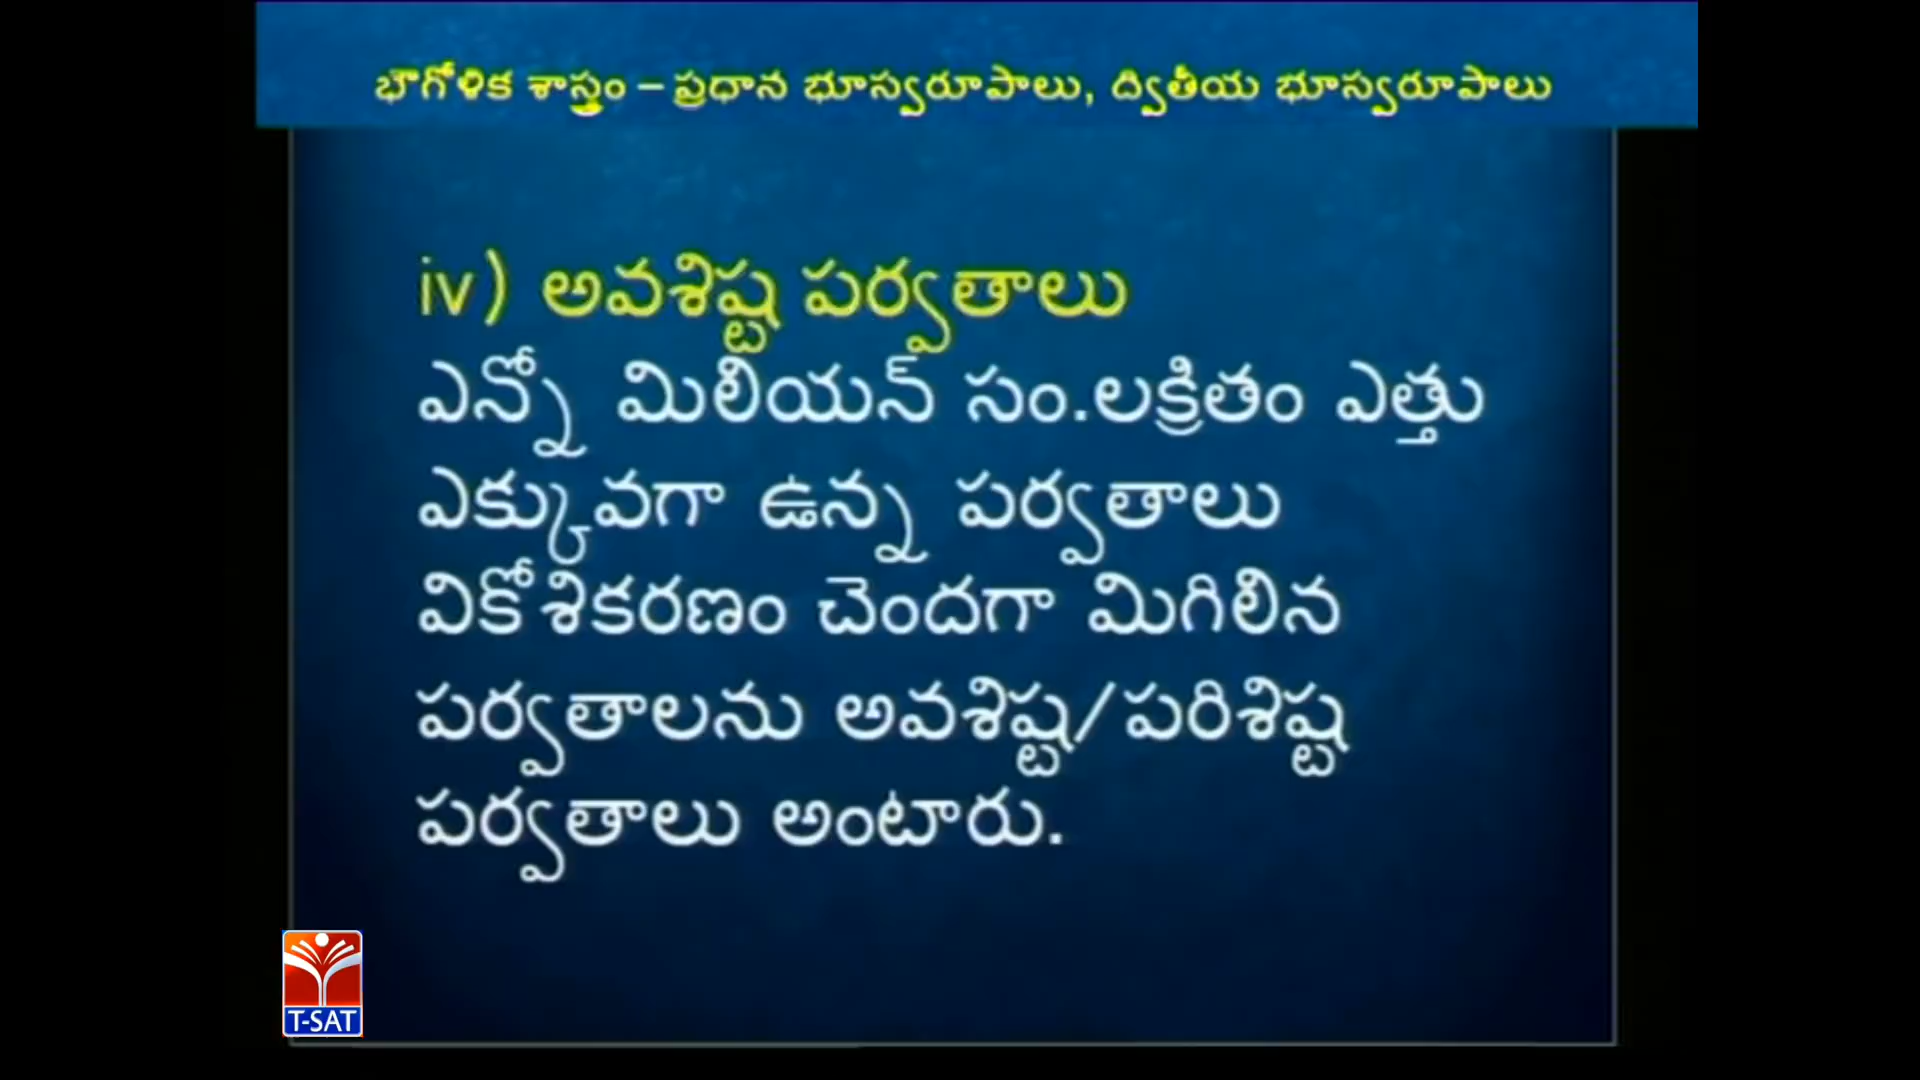 భౌగోళిక శాస్త్రం – ప్రధాన భూస్వరూపాలు, ద్వితీయ భూస్వరూపాలు
iv) అవశిష్ట పర్వతాలు
ఎన్నో మిలియన్ సం.లక్రితం ఎత్తు
ఎక్కువగా ఉన్న పర్వతాలు
వికోశికరణం చెందగా మిగిలిన
పర్వతాలను అవశిష్ట/పరిశిష్ట
పర్వతాలు అంటారు.
T-SAT